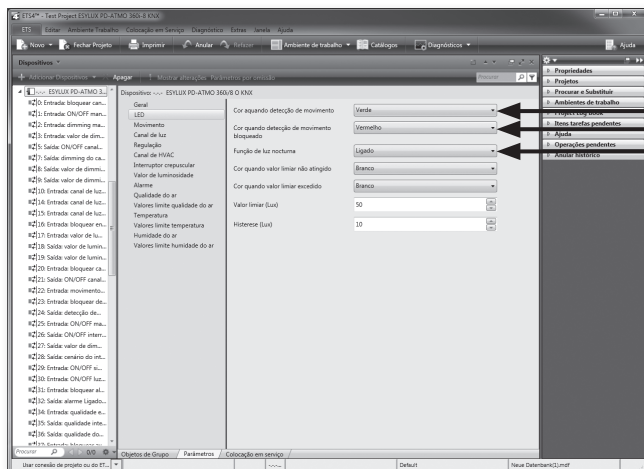 ETS4™ - Test Project ESYLUX PD-ATMO 360i-8 KNX
ETS Editar Ambiente Trabalho Colocação em Serviço Diagnóstico Extras Janela Ajuda
Novo Fechar Projeto Imprimir Anular Refazer Ambiente de trabalho Catálogos Diagnósticos Ajuda
Dispositivos
Adicionar Dispositivos Apagar Mostrar alterações Parâmetros por omissão Procurar
-.-.- ESYLUX PD-ATMO 3...
0: Entrada: bloquear can...
1: Entrada: ON/OFF man...
2: Entrada: dimming ma...
3: Entrada: valor de dim...
5: Saída: ON/OFF canal...
7: Saída: dimming do ca...
8: Saída: valor de dimmi...
9: Saída: valor de dimmi...
10: Entrada: canal de luz...
14: Entrada: canal de luz...
15: Entrada: canal de luz...
16: Entrada: bloquear en...
17: Entrada: valor de lu...
18: Saída: valor de lumin...
19: Saída: valor de lumin...
20: Entrada: bloquear ca...
21: Saída: ON/OFF canal...
22: Entrada: movimento...
23: Entrada: bloquear de...
24: Saída: detecção de...
25: Entrada: ON/OFF ma...
26: Saída: ON/OFF interr...
27: Saída: valor de dim...
28: Saída: cenário do int...
29: Entrada: ON/OFF si...
30: Entrada: ON/OFF luz...
31: Entrada: bloquear al...
32: Saída: alarme Ligado...
34: Entrada: qualidade e...
35: Saída: qualidade inte...
36: Saída: qualidade do...
37: Entrada: bloquear su...
Procurar 0/0
Dispositivo: -.-.- ESYLUX PD-ATMO 360i/8 O KNX
Geral
LED
Movimento
Canal de luz
Regulação
Canal de HVAC
Interruptor crepuscular
Valor de luminosidade
Alarme
Qualidade do ar
Valores limite qualidade do ar
Temperatura
Valores limite temperatura
Humidade do ar
Valores limite humidade do ar
Cor aquando detecção de movimento Verde
Cor quando detecção de movimento bloqueado Vermelho
Função de luz nocturna Ligado
Cor quando valor limiar não atingido Branco
Cor quando valor limiar excedido Branco
Valor limiar (Lux) 50
Histerese (Lux) 10
Propriedades
Projetos
Procurar e Substituir
Ambientes de trabalho
Project Log Book
Itens tarefas pendentes
Ajuda
Operações pendentes
Anular histórico
Objetos de Grupo Parâmetros Colocação em serviço
Usar conexão de projeto ou do ET... -.-.- Default Neue Datenbank(1).mdf